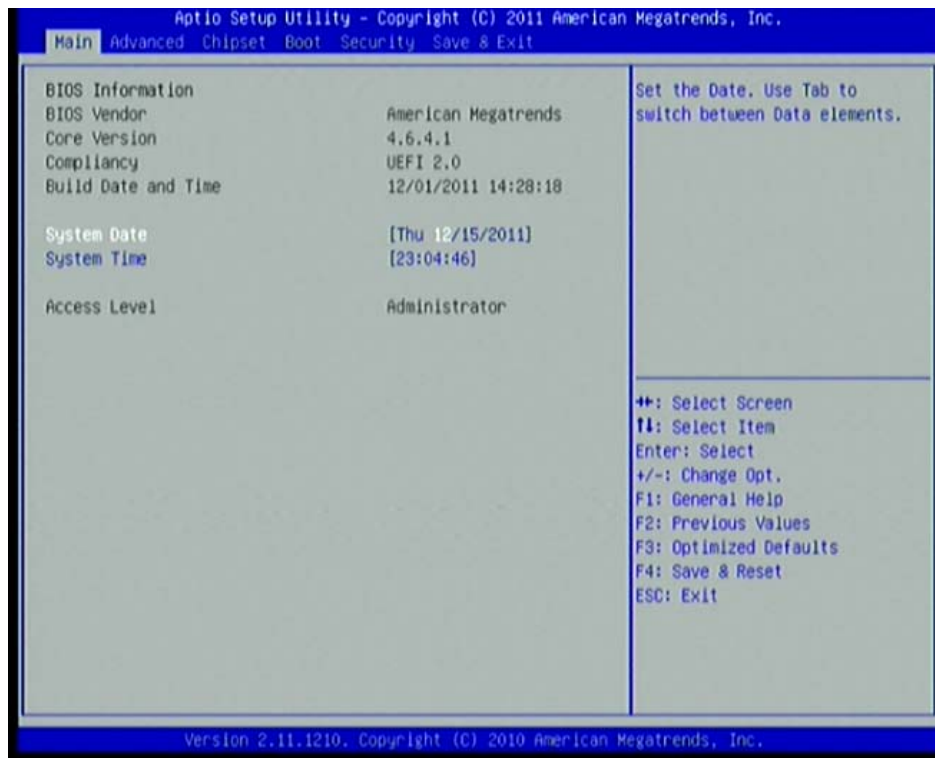 Aptio Setup Utility - Copyright (C) 2011 American Megatrends, Inc.
Main Advanced Chipset Boot Security Save & Exit
BIOS Information
BIOS Vendor American Megatrends
Core Version 4.6.4.1
Compliancy UEFI 2.0
Build Date and Time 12/01/2011 14:28:18
System Date [Thu 12/15/2011]
System Time [23:04:46]
Access Level Administrator
Set the Date. Use Tab to
switch between Data elements.
→←: Select Screen
↑↓: Select Item
Enter: Select
+/-: Change Opt.
F1: General Help
F2: Previous Values
F3: Optimized Defaults
F4: Save & Reset
ESC: Exit
Version 2.11.1210. Copyright (C) 2010 American Megatrends, Inc.